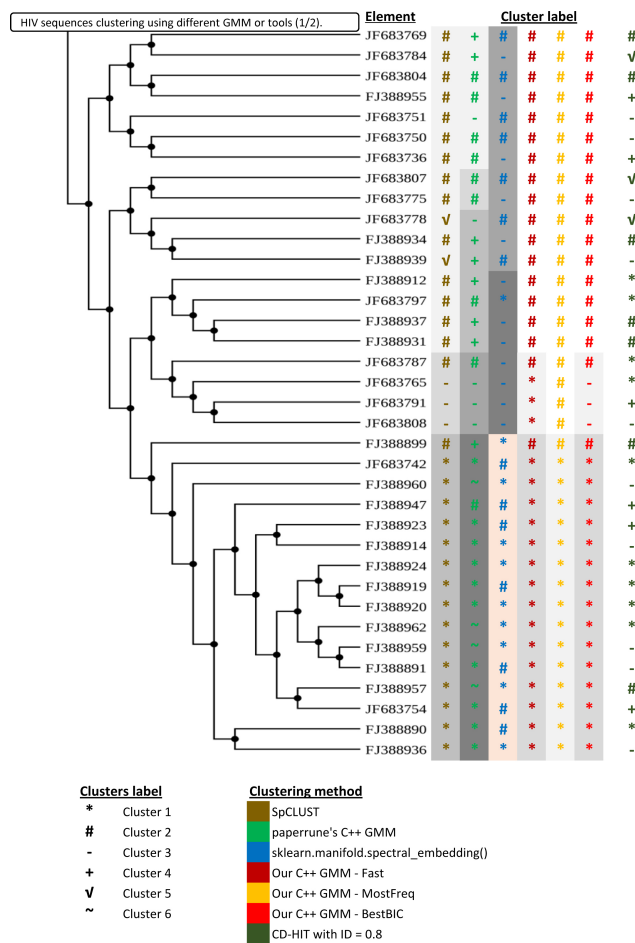 HIV sequences clustering using different GMM or tools (1/2).
Element Cluster label
JF683769 # + # # # # #
JF683784 # + - # # # √
JF683804 # # # # # # #
FJ388955 # # - # # # +
JF683751 # - # # # # -
JF683750 # # # # # # -
JF683736 # # - # # # +
JF683807 # # # # # # √
JF683775 # # - # # # -
JF683778 √ - # # # # √
FJ388934 # + - # # # #
FJ388939 √ + # # # # -
FJ388912 # + - # # # *
JF683797 # # * # # # *
FJ388937 # + - # # # #
FJ388931 # + - # # # #
JF683787 # # - # # # *
JF683765 - - - * # - *
JF683791 - - - * # - +
JF683808 - - - * # - -
FJ388899 # + * # # # #
JF683742 * * # * * * *
FJ388960 * ~ * * * * -
FJ388947 * # # * * * +
FJ388923 * * # * * * +
FJ388914 * * * * * * -
FJ388924 * * * * * * *
FJ388919 * * # * * * *
FJ388920 * * * * * * *
FJ388962 * ~ * * * * *
FJ388959 * ~ * * * * -
FJ388891 * * # * * * -
FJ388957 * ~ * * * * #
JF683754 * * # * * * +
FJ388890 * * # * * * *
FJ388936 * * * * * * -
Clusters label
* Cluster 1
# Cluster 2
- Cluster 3
+ Cluster 4
√ Cluster 5
~ Cluster 6
Clustering method
SpCLUST
paperrune's C++ GMM
sklearn.manifold.spectral_embedding()
Our C++ GMM - Fast
Our C++ GMM - MostFreq
Our C++ GMM - BestBIC
CD-HIT with ID = 0.8